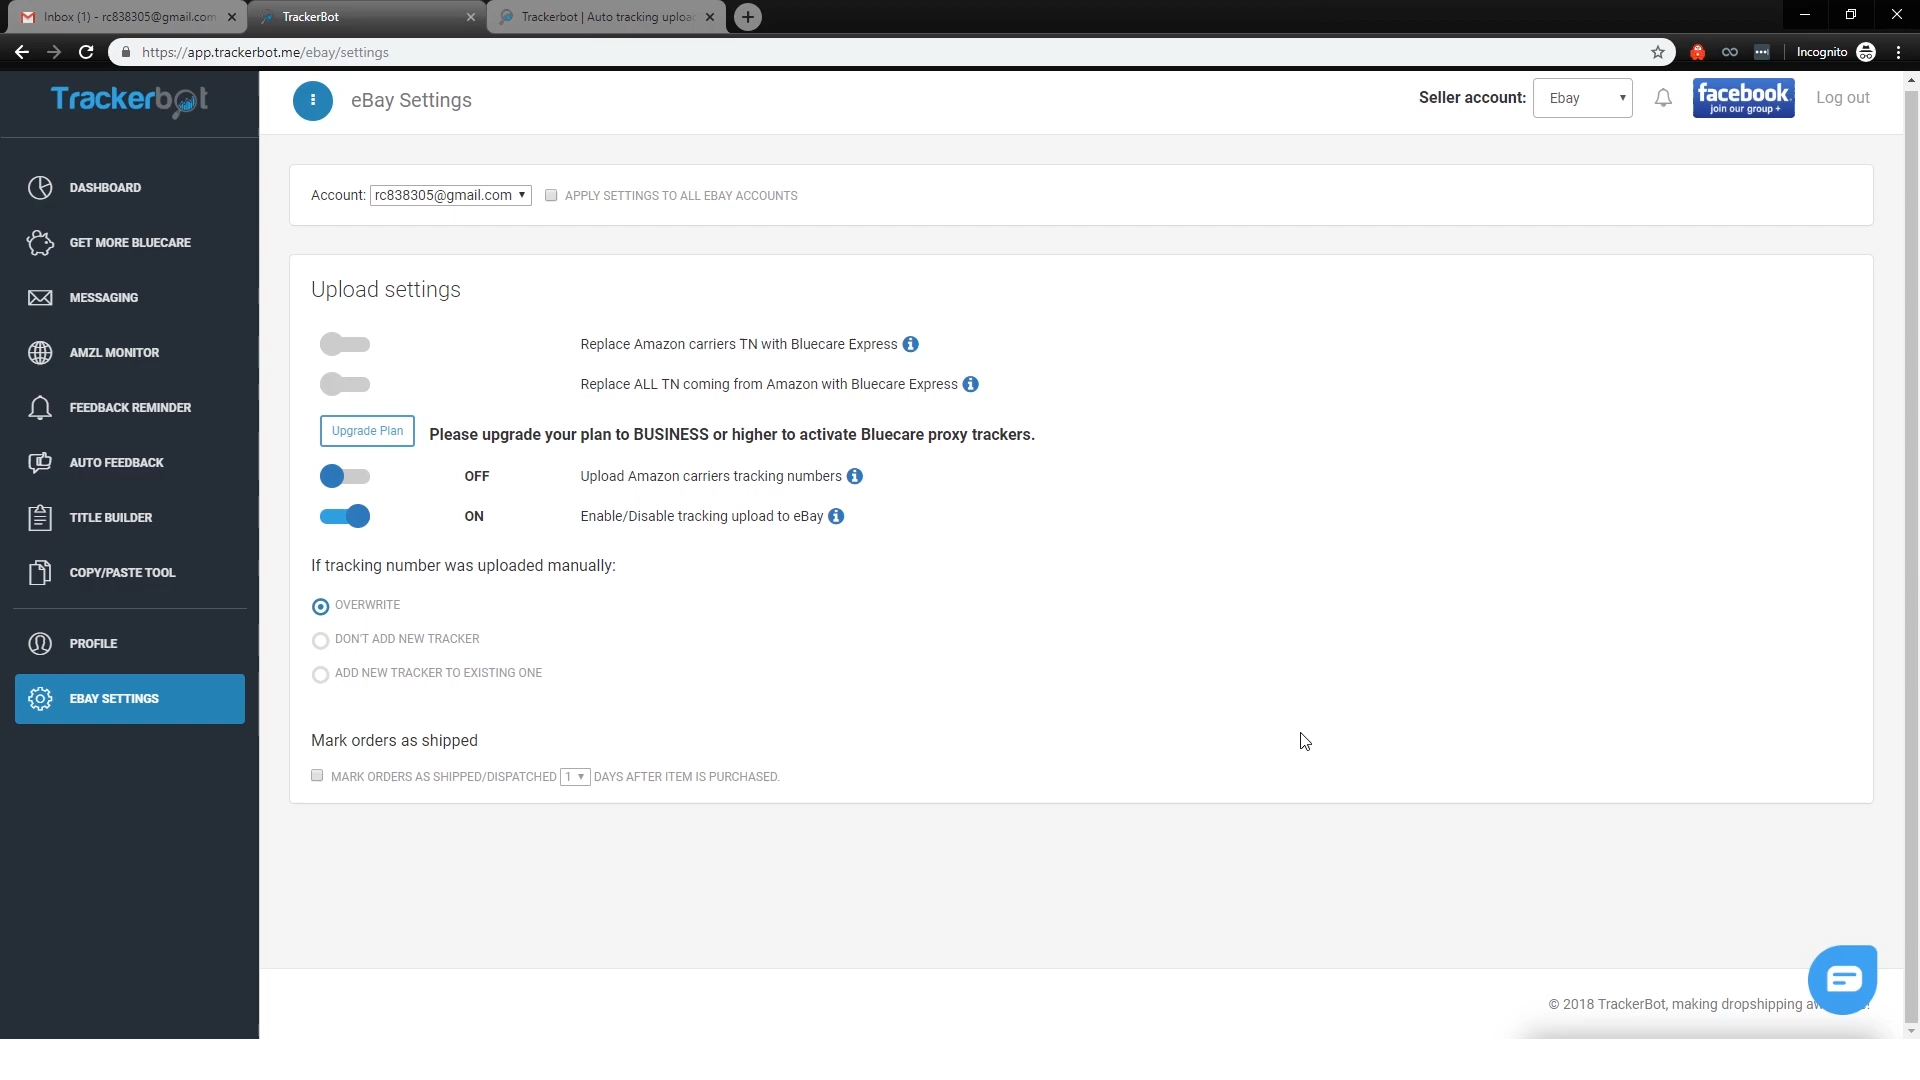 Inbox (1) - rc838305@gmail.com
TrackerBot
Trackerbot | Auto tracking uploa
https://app.trackerbot.me/ebay/settings
Incognito
Trackerbot
eBay Settings
Seller account:
Ebay
facebook
join our group +
Log out
DASHBOARD
GET MORE BLUECARE
MESSAGING
AMZL MONITOR
FEEDBACK REMINDER
AUTO FEEDBACK
TITLE BUILDER
COPY/PASTE TOOL
PROFILE
EBAY SETTINGS
Account: rc838305@gmail.com APPLY SETTINGS TO ALL EBAY ACCOUNTS
Upload settings
Replace Amazon carriers TN with Bluecare Express
Replace ALL TN coming from Amazon with Bluecare Express
Upgrade Plan Please upgrade your plan to BUSINESS or higher to activate Bluecare proxy trackers.
OFF Upload Amazon carriers tracking numbers
ON Enable/Disable tracking upload to eBay
If tracking number was uploaded manually:
OVERWRITE
DON'T ADD NEW TRACKER
ADD NEW TRACKER TO EXISTING ONE
Mark orders as shipped
MARK ORDERS AS SHIPPED/DISPATCHED 1 DAYS AFTER ITEM IS PURCHASED.
© 2018 TrackerBot, making dropshipping